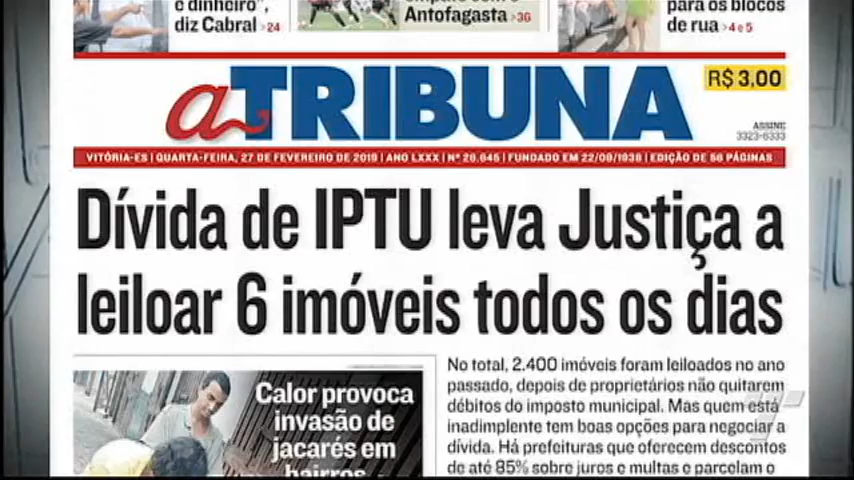 e dinheiro",
diz Cabral >24
empate com o
Antofagasta >36
para os blocos
de rua >4 e 5
a TRIBUNA
R$ 3,00
ASSINE
3323-6333
VITÓRIA-ES | QUARTA-FEIRA, 27 DE FEVEREIRO DE 2019 | ANO LXXX | Nº 26.645 | FUNDADO EM 22/09/1938 | EDIÇÃO DE 56 PÁGINAS
Dívida de IPTU leva Justiça a
leiloar 6 imóveis todos os dias
Calor provoca
invasão de
jacarés em
bairros
No total, 2.400 imóveis foram leiloados no ano
passado, depois de proprietários não quitarem
débitos do imposto municipal. Mas quem está
inadimplente tem boas opções para negociar a
dívida. Há prefeituras que oferecem descontos
de até 85% sobre juros e multas e parcelam o